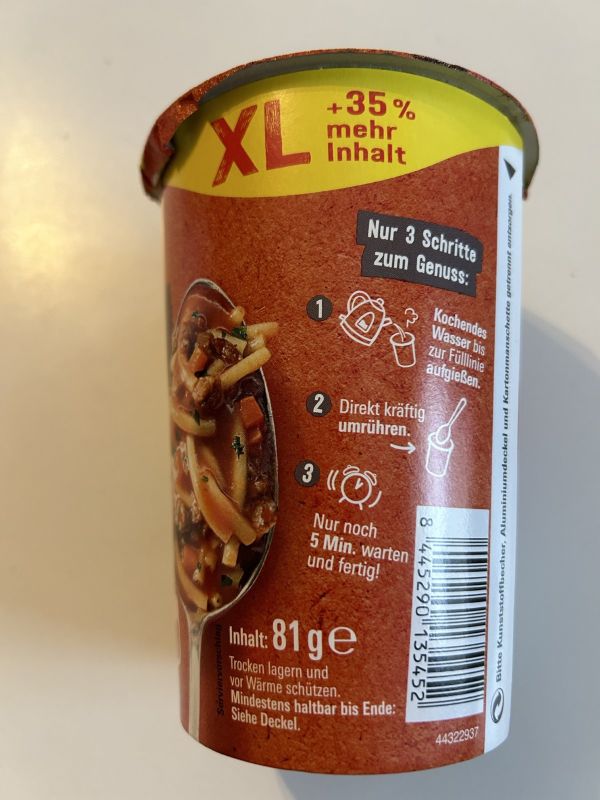 XL
+35%
mehr
Inhalt
Nur 3 Schritte
zum Genuss:
1
Kochendes
Wasser bis
zur Fülllinie
aufgießen.
2
Direkt kräftig
umrühren.
3
Nur noch
5 Min. warten
und fertig!
Inhalt: 81 g e
Trocken lagern und
vor Wärme schützen.
Mindestens haltbar bis Ende:
Siehe Deckel.
Serviervorschlag
8 445290 135452
44322937
Bitte Kunststoffbecher, Aluminiumdeckel und Kartonmanschette getrennt entsorgen.